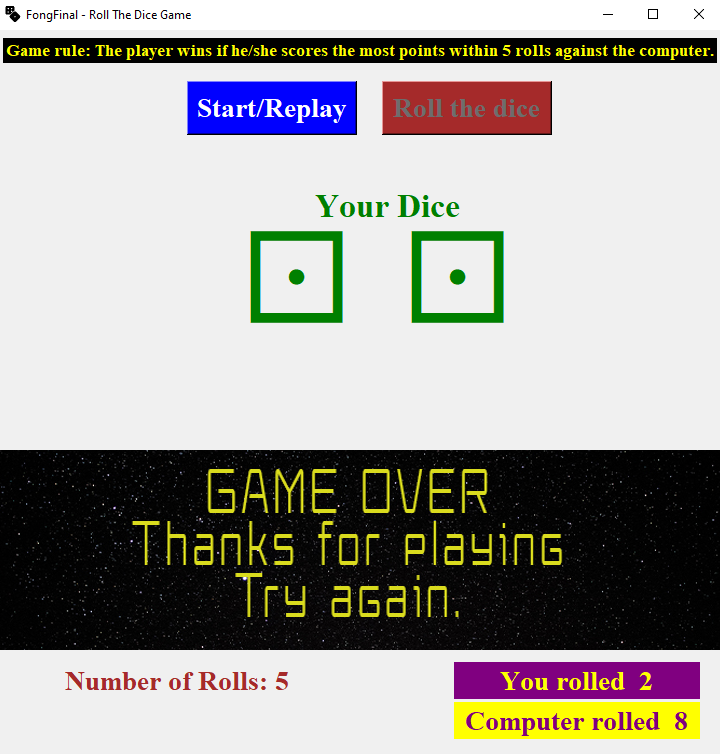 FongFinal - Roll The Dice Game
Game rule: The player wins if he/she scores the most points within 5 rolls against the computer.
Start/Replay Roll the dice
Your Dice
GAME OVER
Thanks for playing
Try again.
Number of Rolls: 5
You rolled 2
Computer rolled 8